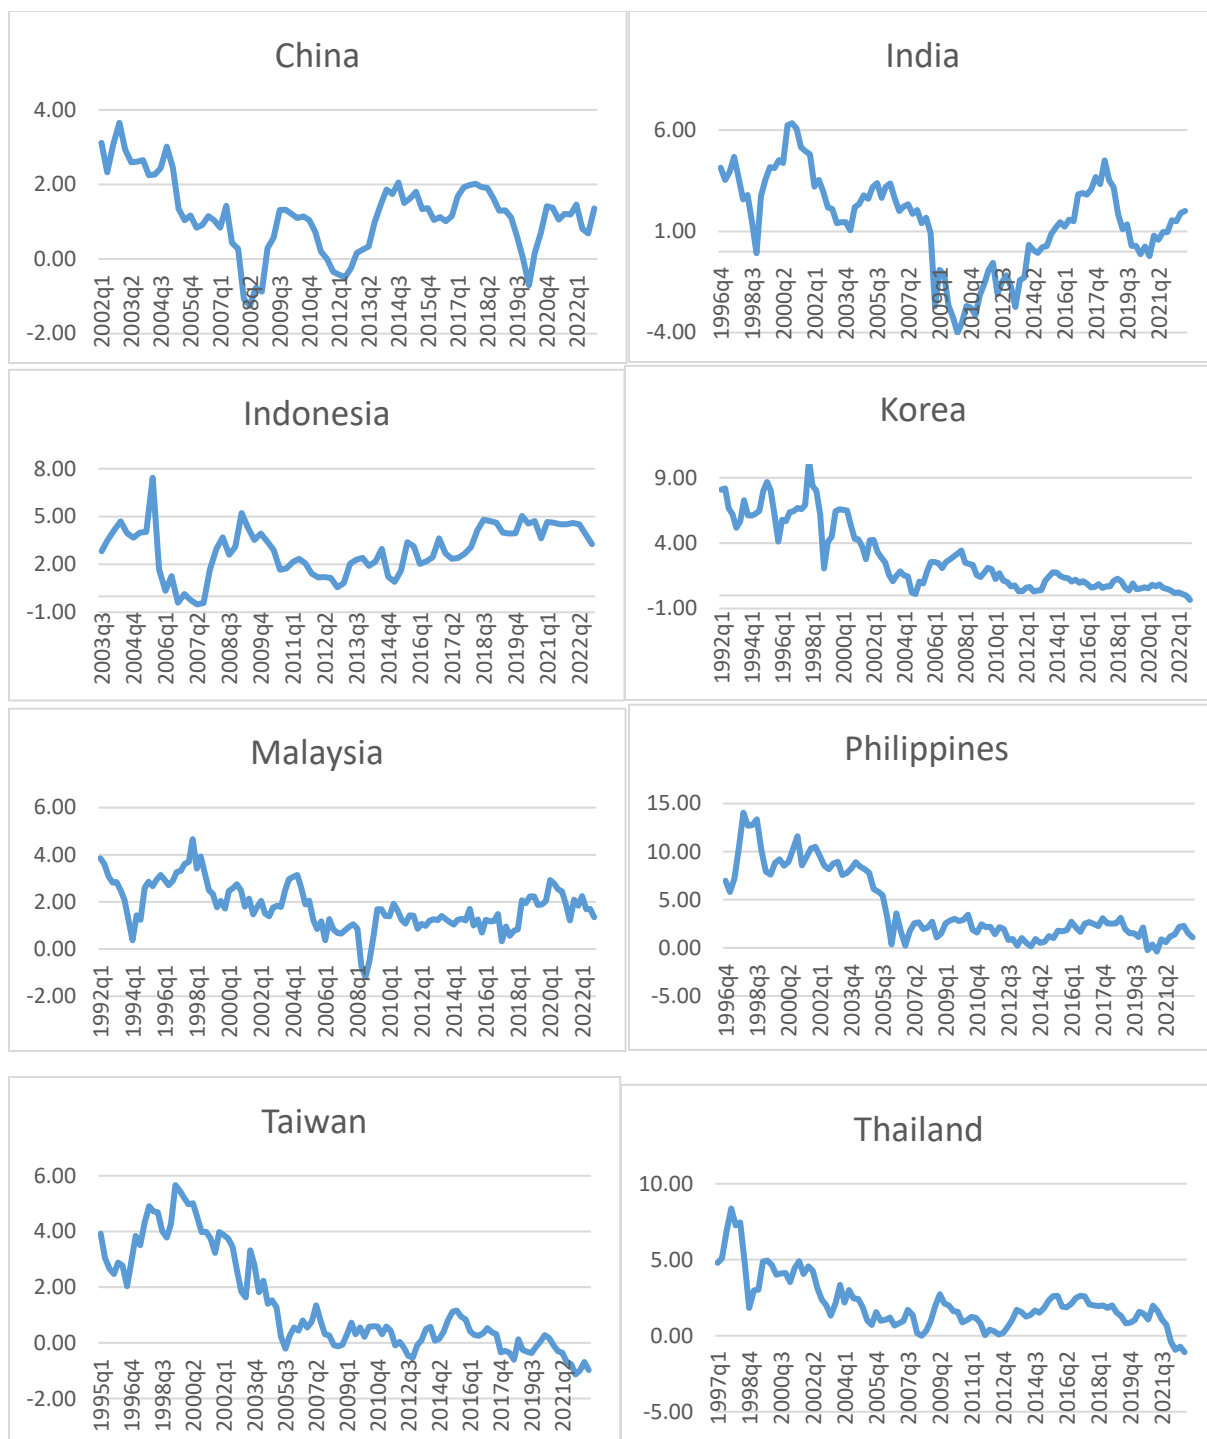 China
4.00
2.00
0.00
-2.00
2002q1
2003q2
2004q3
2005q4
2007q1
2008q2
2009q3
2010q4
2012q1
2013q2
2014q3
2015q4
2017q1
2018q2
2019q3
2020q4
2022q1
India
6.00
1.00
-4.00
1996q4
1998q3
2000q2
2002q1
2003q4
2005q3
2007q2
2009q1
2010q4
2012q3
2014q2
2016q1
2017q4
2019q3
2021q2
Indonesia
8.00
5.00
2.00
-1.00
2003q3
2004q4
2006q1
2007q2
2008q3
2009q4
2011q1
2012q2
2013q3
2014q4
2016q1
2017q2
2018q3
2019q4
2021q1
2022q2
Korea
9.00
4.00
-1.00
1992q1
1994q1
1996q1
1998q1
2000q1
2002q1
2004q1
2006q1
2008q1
2010q1
2012q1
2014q1
2016q1
2018q1
2020q1
2022q1
Malaysia
6.00
4.00
2.00
0.00
-2.00
1992q1
1994q1
1996q1
1998q1
2000q1
2002q1
2004q1
2006q1
2008q1
2010q1
2012q1
2014q1
2016q1
2018q1
2020q1
2022q1
Philippines
15.00
10.00
5.00
0.00
-5.00
1996q4
1998q3
2000q2
2002q1
2003q4
2005q3
2007q2
2009q1
2010q4
2012q3
2014q2
2016q1
2017q4
2019q3
2021q2
Taiwan
6.00
4.00
2.00
0.00
-2.00
1995q1
1996q4
1998q3
2000q2
2002q1
2003q4
2005q3
2007q2
2009q1
2010q4
2012q3
2014q2
2016q1
2017q4
2019q3
2021q2
Thailand
10.00
5.00
0.00
-5.00
1997q1
1998q4
2000q3
2002q2
2004q1
2005q4
2007q3
2009q2
2011q1
2012q4
2014q3
2016q2
2018q1
2019q4
2021q3